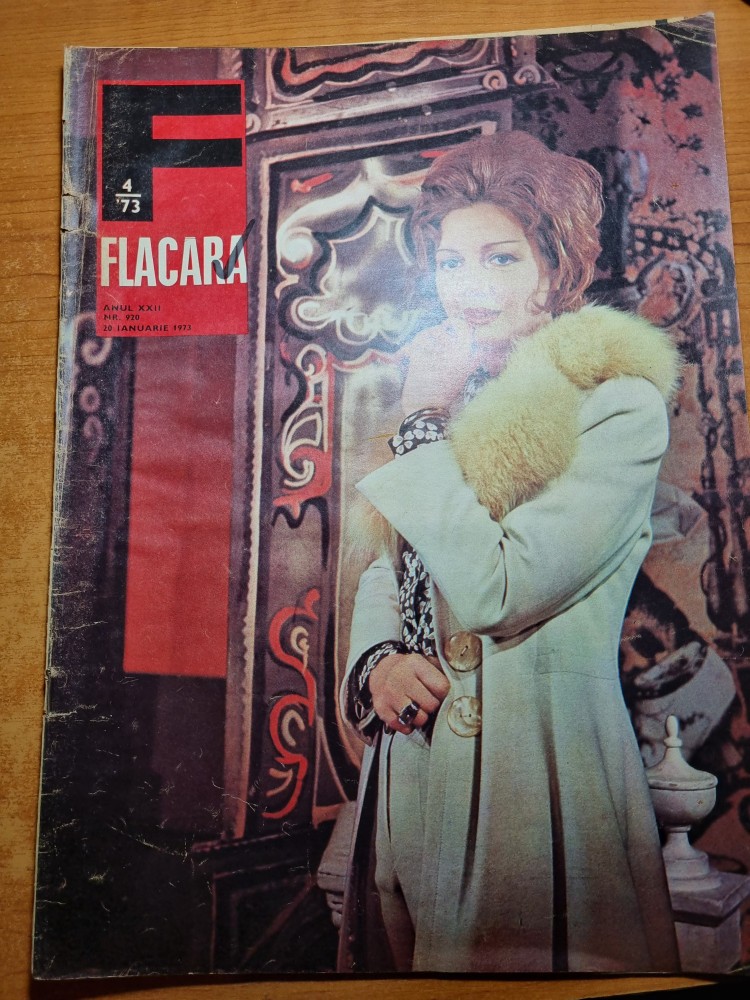 F
4
'73
FLACARA
ANUL XXII
NR. 920
20 IANUARIE 1973